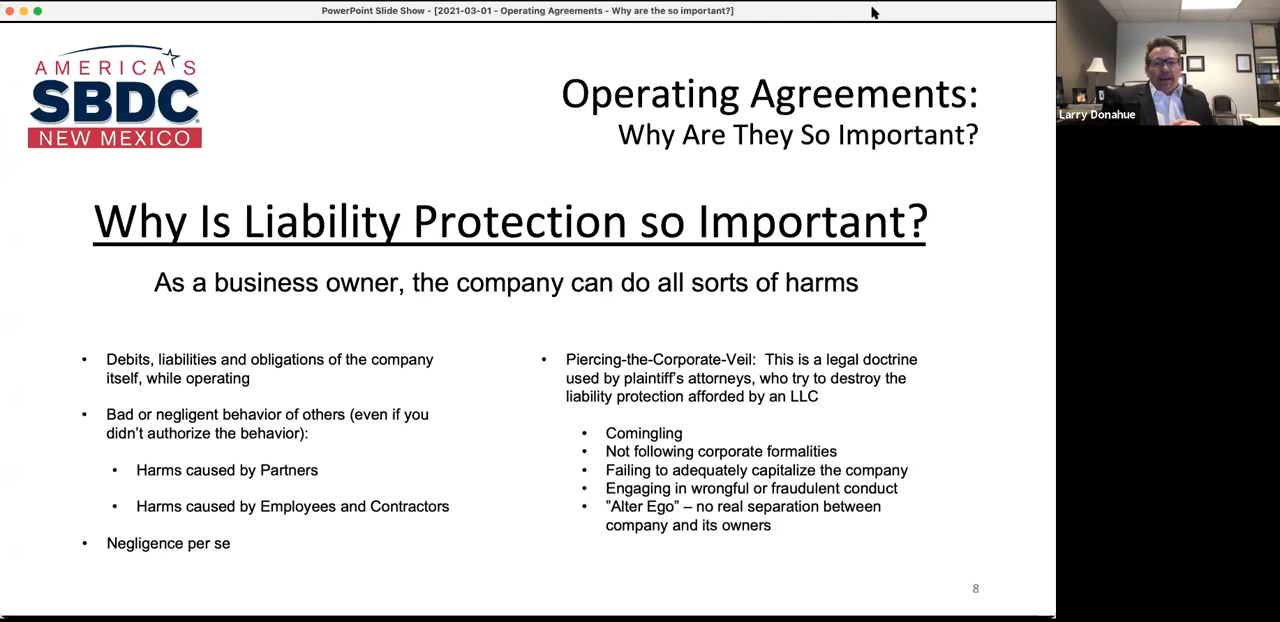 PowerPoint Slide Show - [2021-03-01 - Operating Agreements - Why are the so important?]
AMERICA'S
SBDC
NEW MEXICO
Operating Agreements:
Why Are They So Important?
Larry Donahue
Why Is Liability Protection so Important?
As a business owner, the company can do all sorts of harms
• Debits, liabilities and obligations of the company
itself, while operating
• Bad or negligent behavior of others (even if you
didn't authorize the behavior):
• Harms caused by Partners
• Harms caused by Employees and Contractors
• Negligence per se
• Piercing-the-Corporate-Veil: This is a legal doctrine
used by plaintiff's attorneys, who try to destroy the
liability protection afforded by an LLC
• Comingling
• Not following corporate formalities
• Failing to adequately capitalize the company
• Engaging in wrongful or fraudulent conduct
• ”Alter Ego” – no real separation between
company and its owners
8